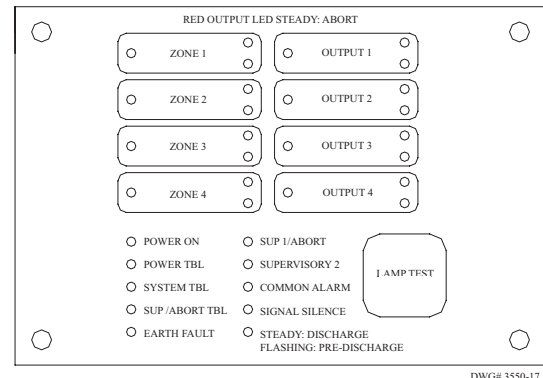 RED OUTPUT LED STEADY: ABORT
ZONE 1
OUTPUT 1
ZONE 2
OUTPUT 2
ZONE 3
OUTPUT 3
ZONE 4
OUTPUT 4
POWER ON
SUP 1/ABORT
POWER TBL
SUPERVISORY 2
LAMP TEST
SYSTEM TBL
COMMON ALARM
SUP /ABORT TBL
SIGNAL SILENCE
EARTH FAULT
STEADY: DISCHARGE
FLASHING: PRE-DISCHARGE
DWG# 3550-17